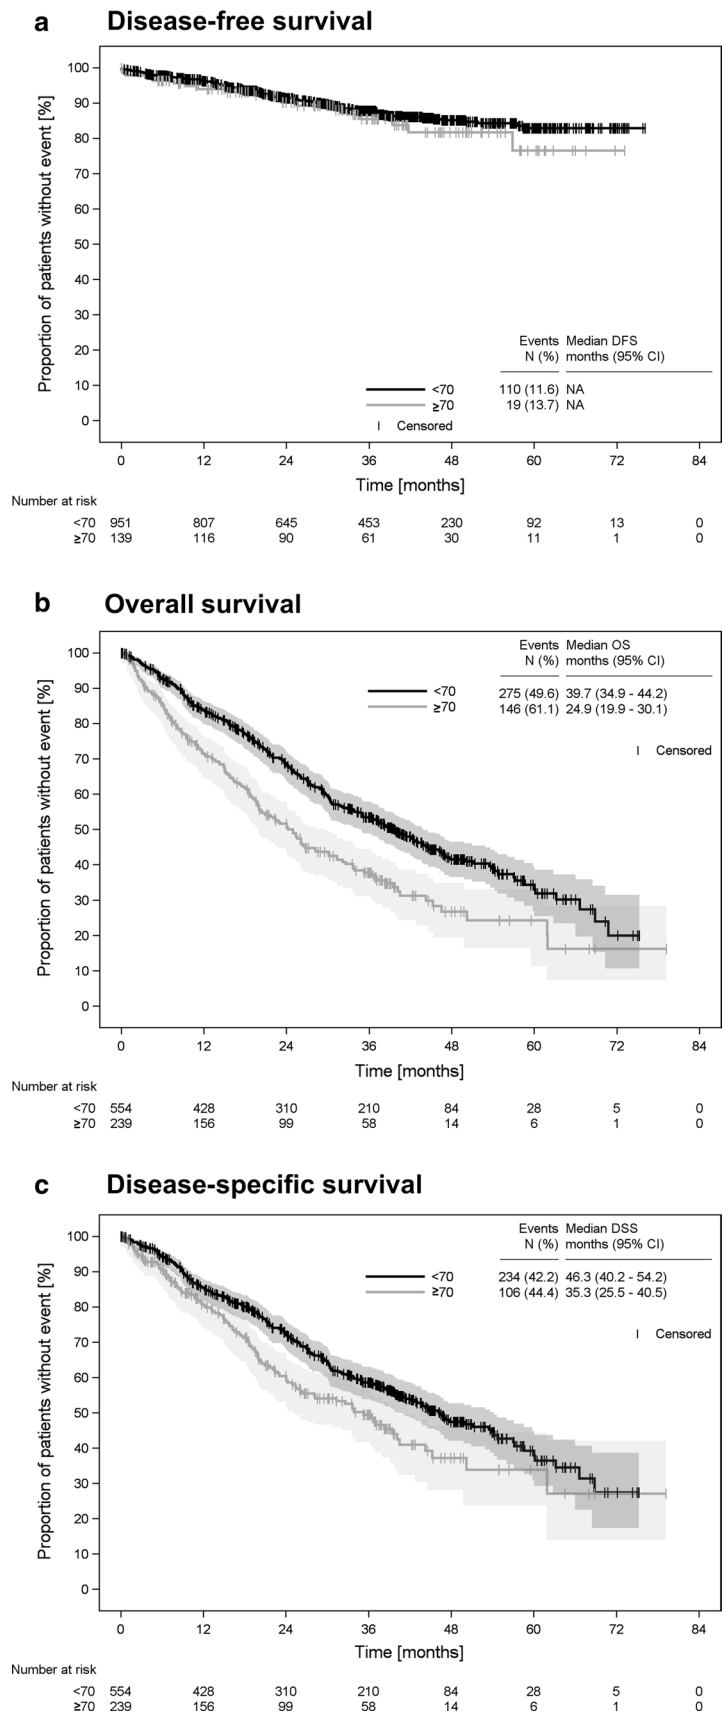 a Disease-free survival
Proportion of patients without event [%]
100
90
80
70
60
50
40
30
20
10
0
Events Median DFS
N (%) months (95% CI)
<70 110 (11.6) NA
≥70 19 (13.7) NA
Censored
0 12 24 36 48 60 72 84
Time [months]
Number at risk
<70 951 807 645 453 230 92 13 0
≥70 139 116 90 61 30 11 1 0
b Overall survival
Proportion of patients without event [%]
100
90
80
70
60
50
40
30
20
10
0
Events Median OS
N (%) months (95% CI)
<70 275 (49.6) 39.7 (34.9 - 44.2)
≥70 146 (61.1) 24.9 (19.9 - 30.1)
Censored
0 12 24 36 48 60 72 84
Time [months]
Number at risk
<70 554 428 310 210 84 28 5 0
≥70 239 156 99 58 14 6 1 0
c Disease-specific survival
Proportion of patients without event [%]
100
90
80
70
60
50
40
30
20
10
0
Events Median DSS
N (%) months (95% CI)
<70 234 (42.2) 46.3 (40.2 - 54.2)
≥70 106 (44.4) 35.3 (25.5 - 40.5)
Censored
0 12 24 36 48 60 72 84
Time [months]
Number at risk
<70 554 428 310 210 84 28 5 0
≥70 239 156 99 58 14 6 1 0